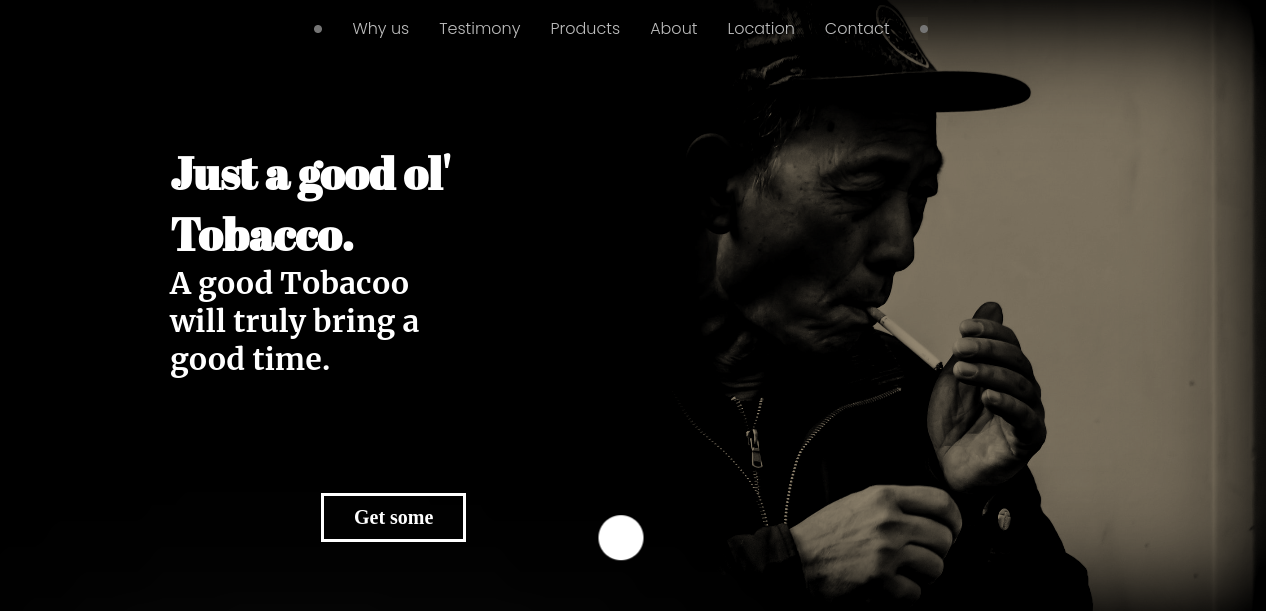 Why us Testimony Products About Location Contact
Just a good ol'
Tobacco.
A good Tobacoo
will truly bring a
good time.
Get some